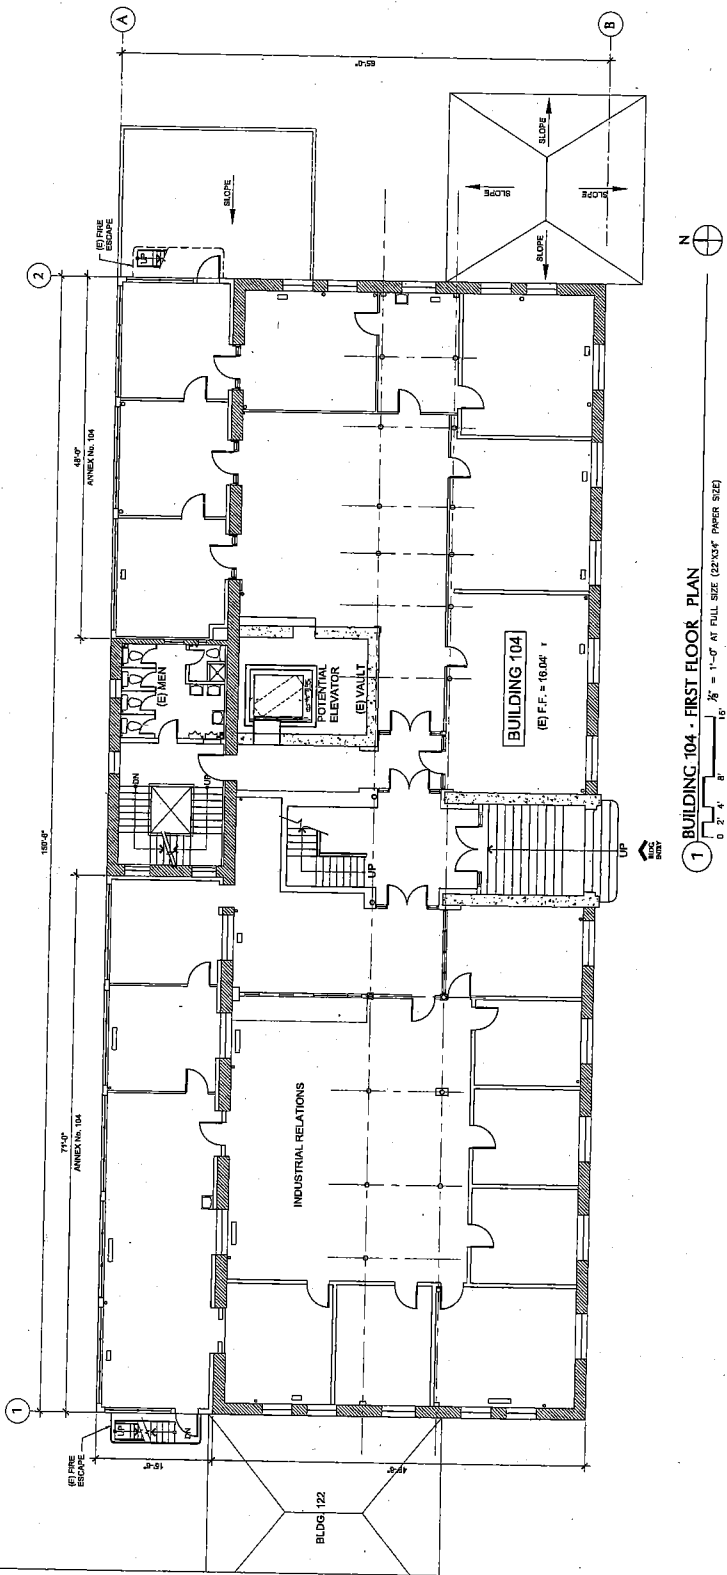 A
B
65'-0"
SLOPE
SLOPE
SLOPE
SLOPE
SLOPE
(E) FIRE
ESCAPE
UP
2
N
48'-0"
ANNEX No. 104
150'-8"
(E) MEN
POTENTIAL
ELEVATOR
(E) VAULT
BUILDING 104
(E) F.F. = 16.04'
DN
UP
UP
UP
BLDG
ENTRY
1
BUILDING 104 - FIRST FLOOR PLAN
1/8" = 1'-0" AT FULL SIZE (22"X34" PAPER SIZE)
0 2' 4' 8' 16'
71'-0"
ANNEX No. 104
INDUSTRIAL RELATIONS
1
(E) FIRE
ESCAPE
UP
DN
15'-6"
BLDG. 122